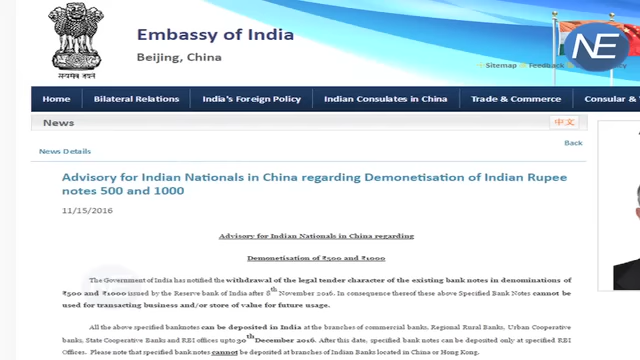 NE
सत्यमेव जयते
Embassy of India
Beijing, China
Sitemap Feedback
Home Bilateral Relations India's Foreign Policy Indian Consulates in China Trade & Commerce Consular &
News 中文
Back
News Details
Advisory for Indian Nationals in China regarding Demonetisation of Indian Rupee
notes 500 and 1000
11/15/2016
Advisory for Indian Nationals in China regarding
Demonetisation of ₹500 and ₹1000
The Government of India has notified the withdrawal of the legal tender character of the existing bank notes in denominations of
₹500 and ₹1000 issued by the Reserve bank of India after 8th November 2016. In consequence thereof these above Specified Bank Notes cannot be
used for transacting business and/or store of value for future usage.
All the above specified banknotes can be deposited in India at the branches of commercial banks, Regional Rural Banks, Urban Cooperative
banks, State Cooperative Banks and RBI offices upto 30th December 2016. After this date, specified bank notes can be deposited only at specified RBI
Offices. Please note that specified bank notes cannot be deposited at branches of Indian Banks located in China or Hong Kong.